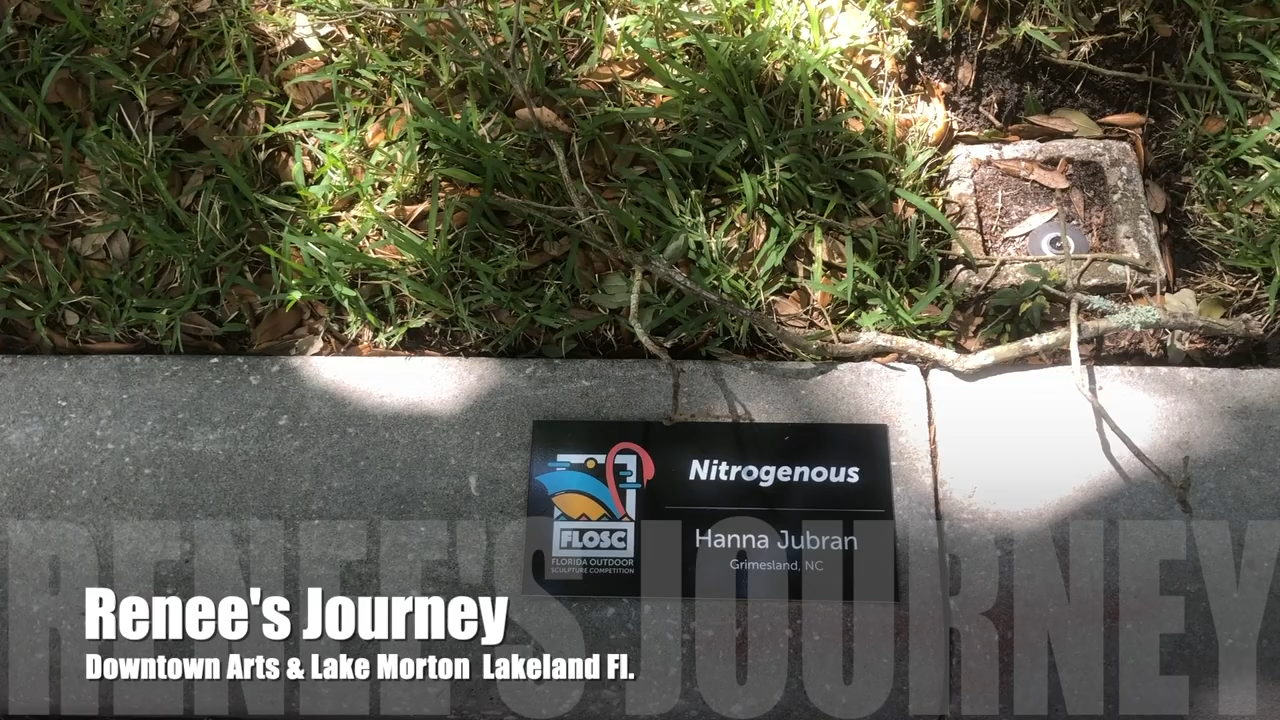 Nitrogenous
Hanna Jubran
Grimesland, NC
FLOSC
FLORIDA OUTDOOR
SCULPTURE COMPETITION
RENEE'S JOURNEY
Renee's Journey
Downtown Arts & Lake Morton Lakeland Fl.